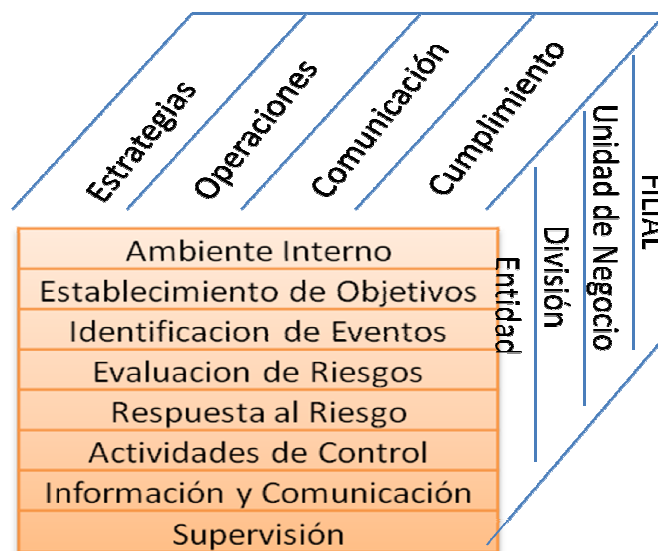 Estrategias
Operaciones
Comunicación
Cumplimiento
Ambiente Interno
Establecimiento de Objetivos
Identificacion de Eventos
Evaluacion de Riesgos
Respuesta al Riesgo
Actividades de Control
Información y Comunicación
Supervisión
Entidad
División
Unidad de Negocio
FILIAL